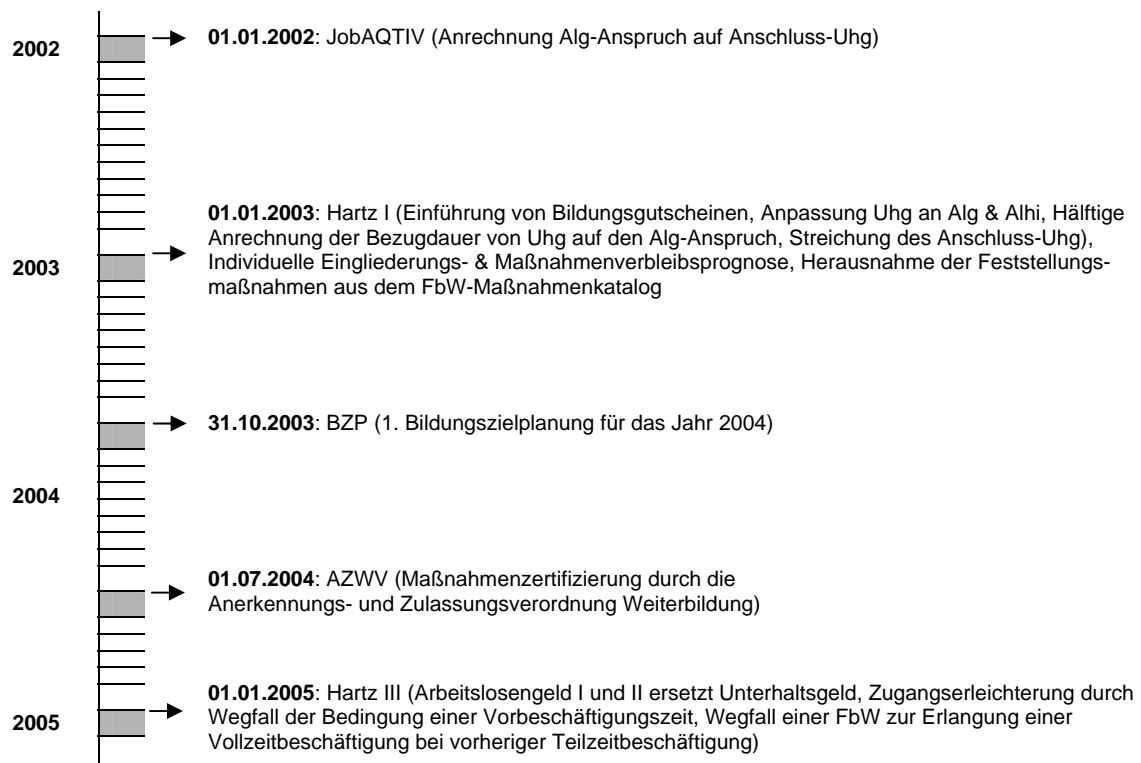 2002
01.01.2002: JobAQTIV (Anrechnung Alg-Anspruch auf Anschluss-Uhg)
01.01.2003: Hartz I (Einführung von Bildungsgutscheinen, Anpassung Uhg an Alg & Alhi, Hälftige
Anrechnung der Bezugdauer von Uhg auf den Alg-Anspruch, Streichung des Anschluss-Uhg),
2003
Individuelle Eingliederungs- & Maßnahmenverbleibsprognose, Herausnahme der Feststellungs-
maßnahmen aus dem FbW-Maßnahmenkatalog
31.10.2003: BZP (1. Bildungszielplanung für das Jahr 2004)
2004
01.07.2004: AZWV (Maßnahmenzertifizierung durch die
Anerkennungs- und Zulassungsverordnung Weiterbildung)
01.01.2005: Hartz III (Arbeitslosengeld I und II ersetzt Unterhaltsgeld, Zugangserleichterung durch
2005
Wegfall der Bedingung einer Vorbeschäftigungszeit, Wegfall einer FbW zur Erlangung einer
Vollzeitbeschäftigung bei vorheriger Teilzeitbeschäftigung)